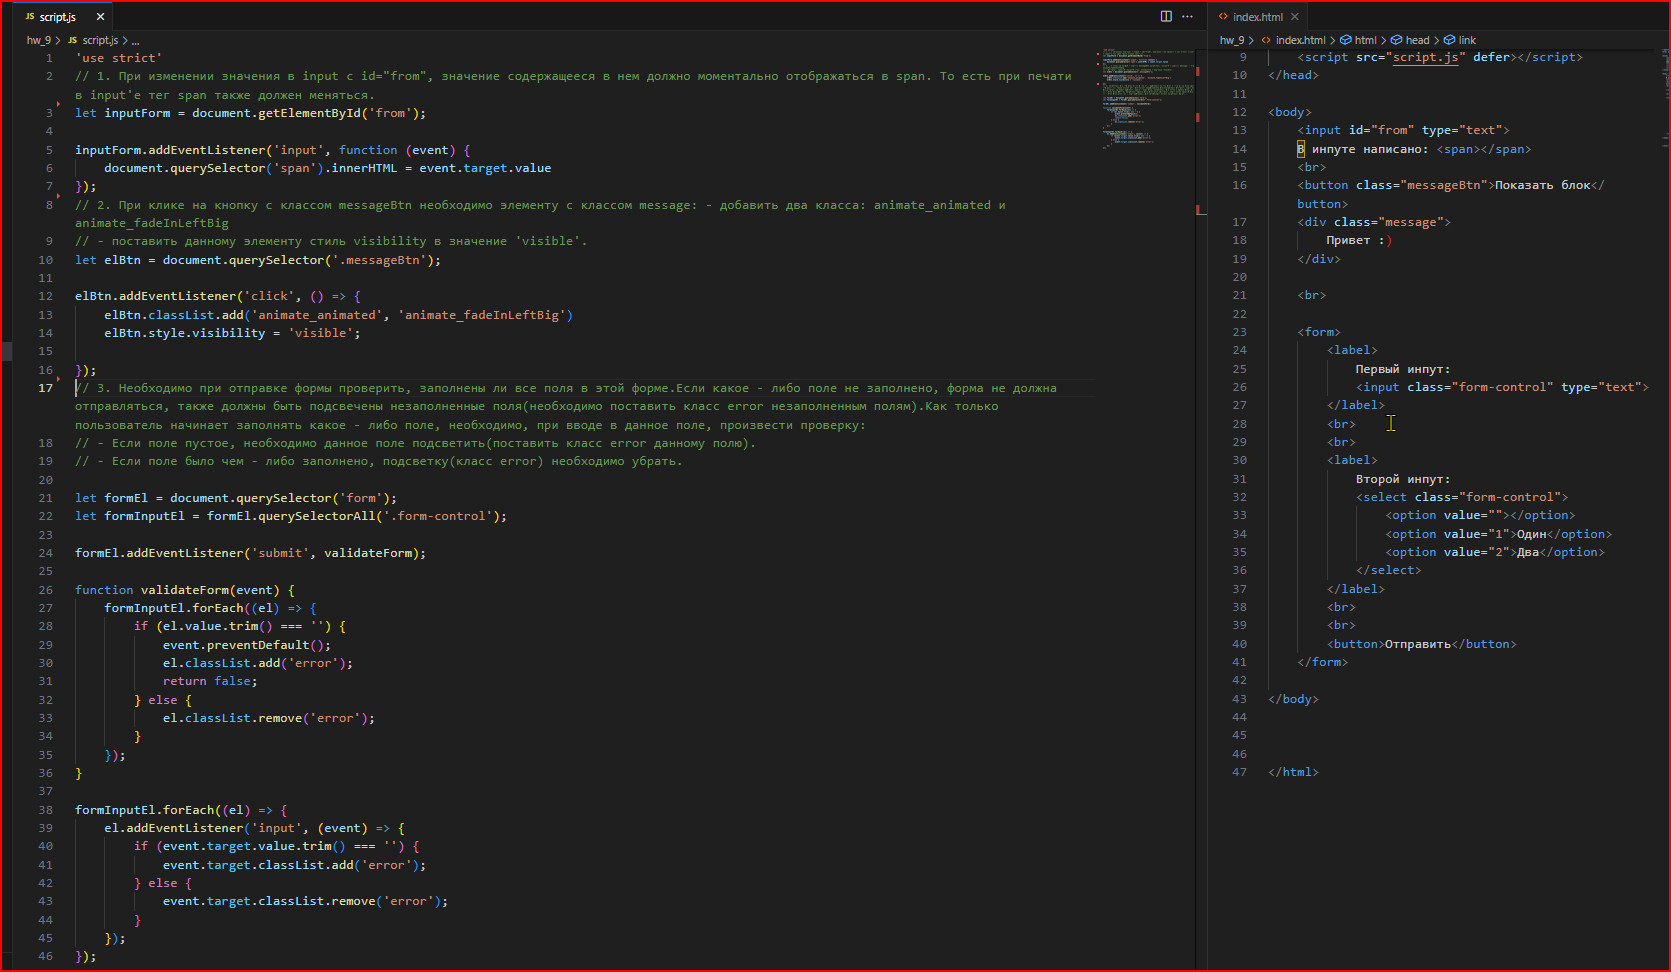 JS script.js ×
hw_9 > JS script.js > ...
1 'use strict'
2 // 1. При изменении значения в input с id="from", значение содержащееся в нем должно моментально отображаться в span. То есть при печати
в input'e тег span также должен меняться.
3 let inputForm = document.getElementById('from');
4
5 inputForm.addEventListener('input', function (event) {
6 document.querySelector('span').innerHTML = event.target.value
7 });
8 // 2. При клике на кнопку с классом messageBtn необходимо элементу с классом message: - добавить два класса: animate_animated и
animate_fadeInLeftBig
9 // - поставить данному элементу стиль visibility в значение 'visible'.
10 let elBtn = document.querySelector('.messageBtn');
11
12 elBtn.addEventListener('click', () => {
13 elBtn.classList.add('animate_animated', 'animate_fadeInLeftBig')
14 elBtn.style.visibility = 'visible';
15
16 });
17 // 3. Необходимо при отправке формы проверить, заполнены ли все поля в этой форме.Если какое - либо поле не заполнено, форма не должна
отправляться, также должны быть подсвечены незаполненные поля(необходимо поставить класс error незаполненным полям).Как только
пользователь начинает заполнять какое - либо поле, необходимо, при вводе в данное поле, произвести проверку:
18 // - Если поле пустое, необходимо данное поле подсветить(поставить класс error данному полю).
19 // - Если поле было чем - либо заполнено, подсветку(класс error) необходимо убрать.
20
21 let formEl = document.querySelector('form');
22 let formInputEl = formEl.querySelectorAll('.form-control');
23
24 formEl.addEventListener('submit', validateForm);
25
26 function validateForm(event) {
27 formInputEl.forEach((el) => {
28 if (el.value.trim() === '') {
29 event.preventDefault();
30 el.classList.add('error');
31 return false;
32 } else {
33 el.classList.remove('error');
34 }
35 });
36 }
37
38 formInputEl.forEach((el) => {
39 el.addEventListener('input', (event) => {
40 if (event.target.value.trim() === '') {
41 event.target.classList.add('error');
42 } else {
43 event.target.classList.remove('error');
44 }
45 });
46 });
index.html ×
hw_9 > index.html > html > head > link
9 <script src="script.js" defer></script>
10 </head>
11
12 <body>
13 <input id="from" type="text">
14 В инпуте написано: <span></span>
15 <br>
16 <button class="messageBtn">Показать блок</
button>
17 <div class="message">
18 Привет :)
19 </div>
20
21 <br>
22
23 <form>
24 <label>
25 Первый инпут:
26 <input class="form-control" type="text">
27 </label>
28 <br>
29 <br>
30 <label>
31 Второй инпут:
32 <select class="form-control">
33 <option value=""></option>
34 <option value="1">Один</option>
35 <option value="2">Два</option>
36 </select>
37 </label>
38 <br>
39 <br>
40 <button>Отправить</button>
41 </form>
42
43 </body>
44
45
46
47 </html>